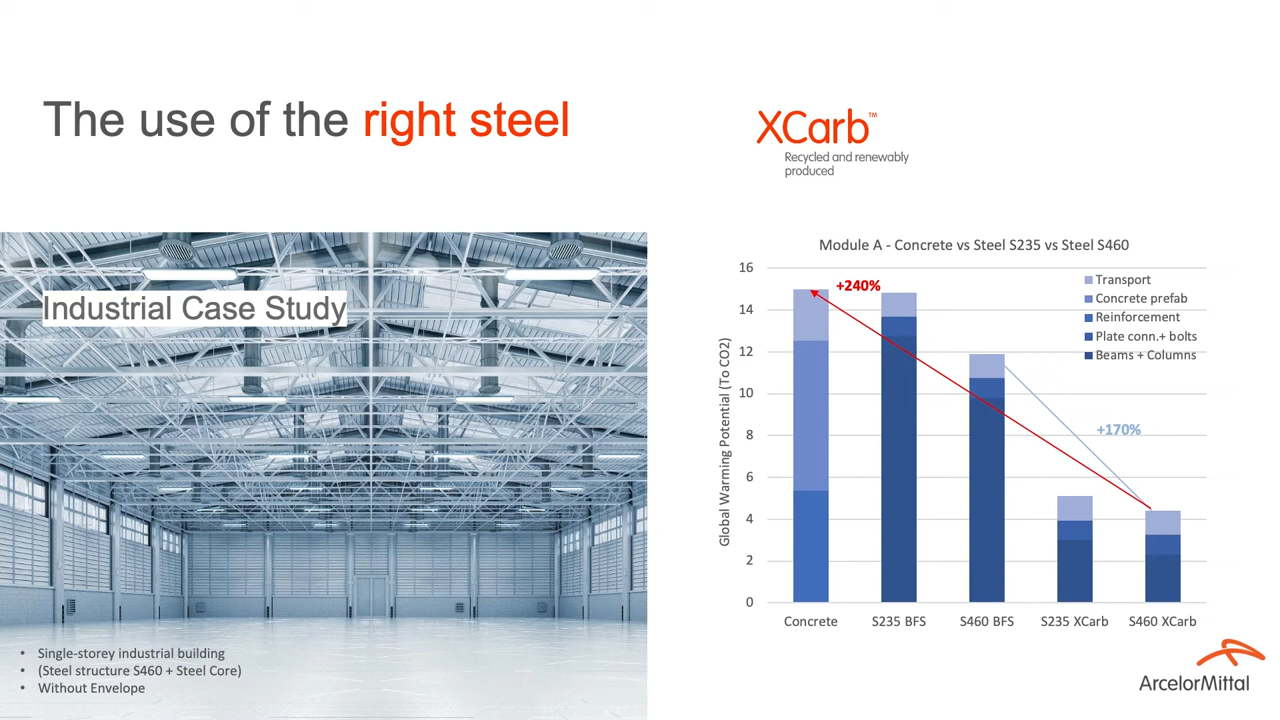 The use of the right steel
XCarb™
Recycled and renewably
produced
Industrial Case Study
• Single-storey industrial building
• (Steel structure S460 + Steel Core)
• Without Envelope
Module A - Concrete vs Steel S235 vs Steel S460
Global Warming Potential (To CO2)
16
14
12
10
8
6
4
2
0
+240%
+170%
Transport
Concrete prefab
Reinforcement
Plate conn.+ bolts
Beams + Columns
Concrete
S235 BFS
S460 BFS
S235 XCarb
S460 XCarb
ArcelorMittal